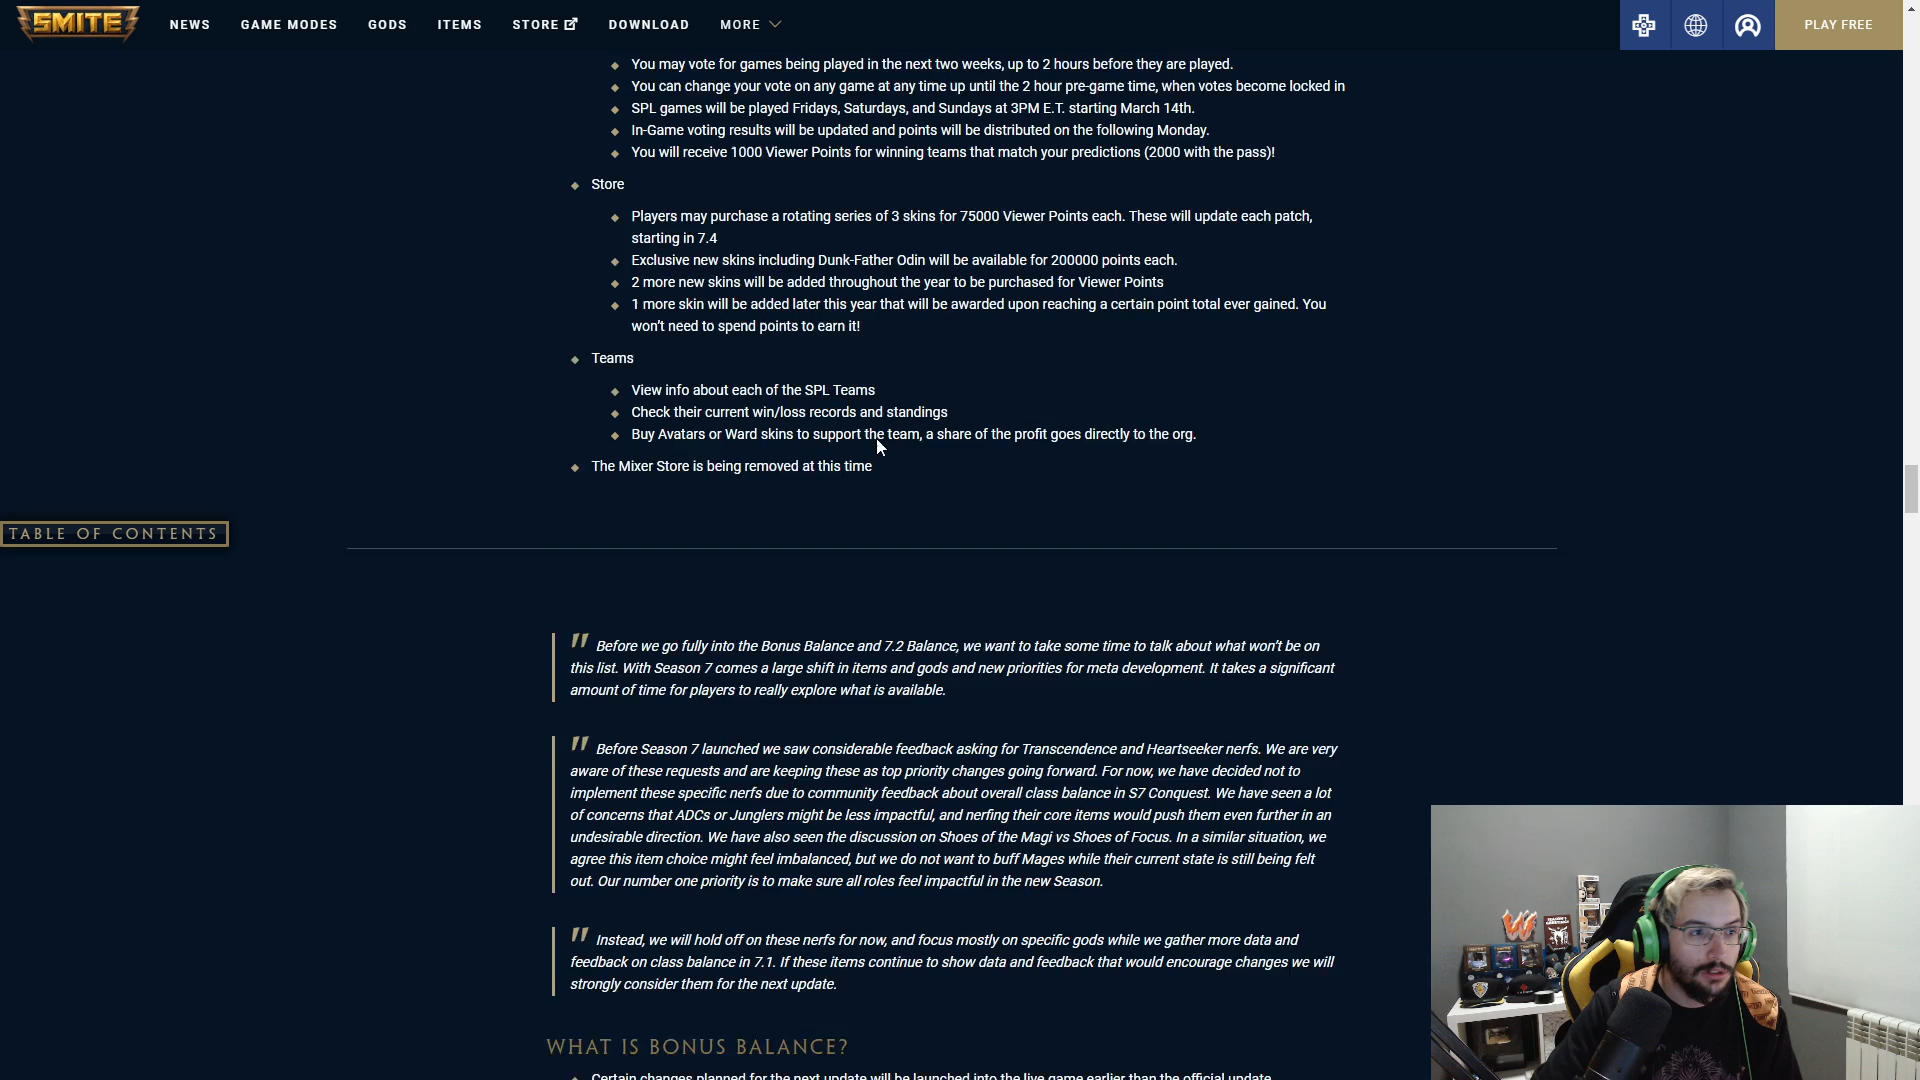 SMITE NEWS GAME MODES GODS ITEMS STORE DOWNLOAD MORE PLAY FREE
You may vote for games being played in the next two weeks, up to 2 hours before they are played.
You can change your vote on any game at any time up until the 2 hour pre-game time, when votes become locked in
SPL games will be played Fridays, Saturdays, and Sundays at 3PM E.T. starting March 14th.
In-Game voting results will be updated and points will be distributed on the following Monday.
You will receive 1000 Viewer Points for winning teams that match your predictions (2000 with the pass)!
Store
Players may purchase a rotating series of 3 skins for 75000 Viewer Points each. These will update each patch,
starting in 7.4
Exclusive new skins including Dunk-Father Odin will be available for 200000 points each.
2 more new skins will be added throughout the year to be purchased for Viewer Points
1 more skin will be added later this year that will be awarded upon reaching a certain point total ever gained. You
won't need to spend points to earn it!
Teams
View info about each of the SPL Teams
Check their current win/loss records and standings
Buy Avatars or Ward skins to support the team, a share of the profit goes directly to the org.
The Mixer Store is being removed at this time
TABLE OF CONTENTS
" Before we go fully into the Bonus Balance and 7.2 Balance, we want to take some time to talk about what won't be on
this list. With Season 7 comes a large shift in items and gods and new priorities for meta development. It takes a significant
amount of time for players to really explore what is available.
" Before Season 7 launched we saw considerable feedback asking for Transcendence and Heartseeker nerfs. We are very
aware of these requests and are keeping these as top priority changes going forward. For now, we have decided not to
implement these specific nerfs due to community feedback about overall class balance in S7 Conquest. We have seen a lot
of concerns that ADCs or Junglers might be less impactful, and nerfing their core items would push them even further in an
undesirable direction. We have also seen the discussion on Shoes of the Magi vs Shoes of Focus. In a similar situation, we
agree this item choice might feel imbalanced, but we do not want to buff Mages while their current state is still being felt
out. Our number one priority is to make sure all roles feel impactful in the new Season.
" Instead, we will hold off on these nerfs for now, and focus mostly on specific gods while we gather more data and
feedback on class balance in 7.1. If these items continue to show data and feedback that would encourage changes we will
strongly consider them for the next update.
WHAT IS BONUS BALANCE?
Certain changes planned for the next update will be launched into the live game earlier than the official update